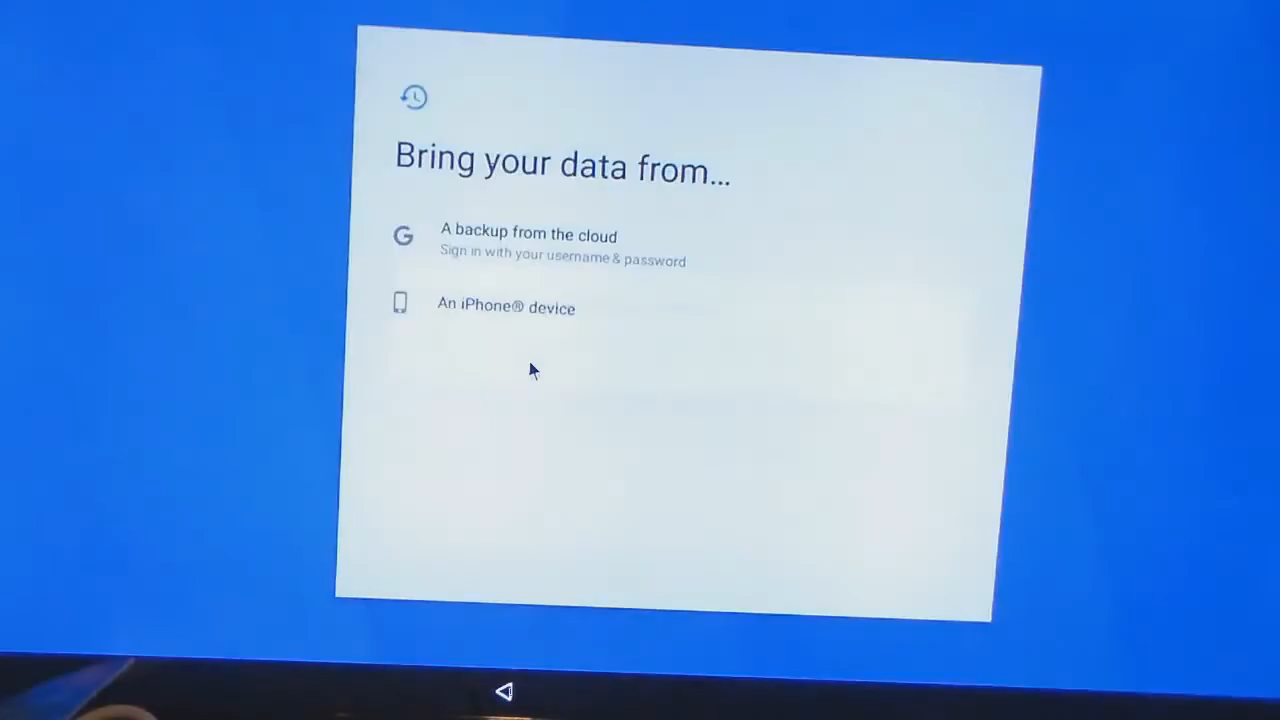 Bring your data from...
A backup from the cloud
Sign in with your username & password
An iPhone® device